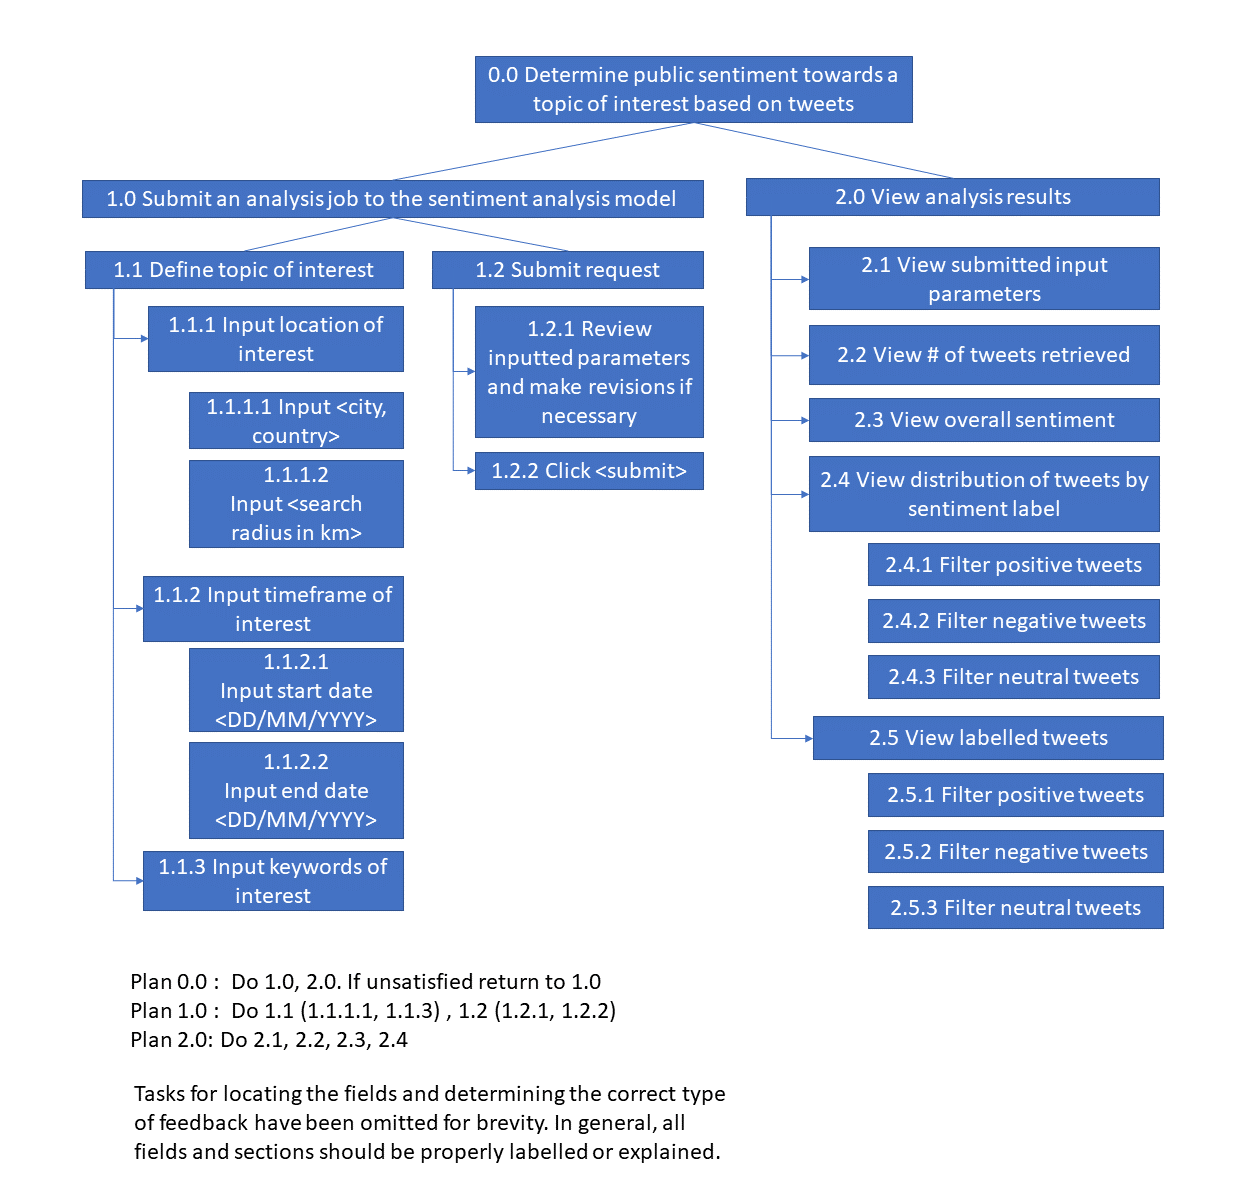 0.0 Determine public sentiment towards a
topic of interest based on tweets
1.0 Submit an analysis job to the sentiment analysis model
1.1 Define topic of interest
1.1.1 Input location of
interest
1.1.1.1 Input <city,
country>
1.1.1.2
Input <search
radius in km>
1.1.2 Input timeframe of
interest
1.1.2.1
Input start date
<DD/MM/YYYY>
1.1.2.2
Input end date
<DD/MM/YYYY>
1.1.3 Input keywords of
interest
1.2 Submit request
1.2.1 Review
inputted parameters
and make revisions if
necessary
1.2.2 Click <submit>
2.0 View analysis results
2.1 View submitted input
parameters
2.2 View # of tweets retrieved
2.3 View overall sentiment
2.4 View distribution of tweets by
sentiment label
2.4.1 Filter positive tweets
2.4.2 Filter negative tweets
2.4.3 Filter neutral tweets
2.5 View labelled tweets
2.5.1 Filter positive tweets
2.5.2 Filter negative tweets
2.5.3 Filter neutral tweets
Plan 0.0 : Do 1.0, 2.0. If unsatisfied return to 1.0
Plan 1.0 : Do 1.1 (1.1.1.1, 1.1.3) , 1.2 (1.2.1, 1.2.2)
Plan 2.0: Do 2.1, 2.2, 2.3, 2.4
Tasks for locating the fields and determining the correct type
of feedback have been omitted for brevity. In general, all
fields and sections should be properly labelled or explained.